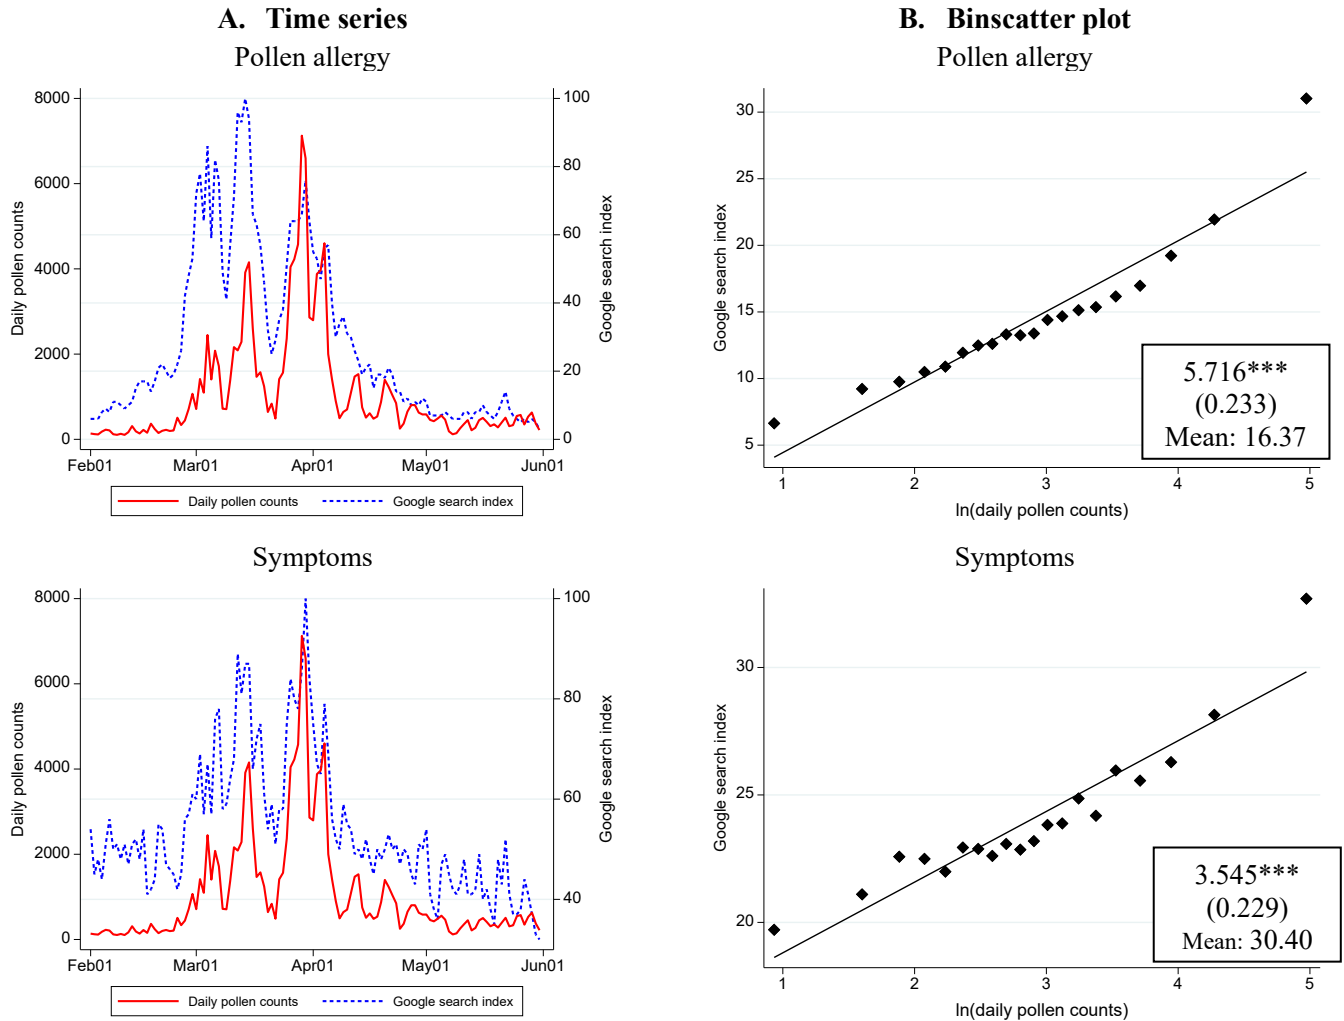 A. Time series
Pollen allergy
8000
6000
4000
2000
0
Daily pollen counts
100
80
60
40
20
0
Google search index
Feb01 Mar01 Apr01 May01 Jun01
Daily pollen counts Google search index
B. Binscatter plot
Pollen allergy
30
25
20
15
10
5
Google search index
5.716***
(0.233)
Mean: 16.37
1 2 3 4 5
ln(daily pollen counts)
Symptoms
8000
6000
4000
2000
0
Daily pollen counts
100
80
60
40
Google search index
Feb01 Mar01 Apr01 May01 Jun01
Daily pollen counts Google search index
Symptoms
30
25
20
Google search index
3.545***
(0.229)
Mean: 30.40
1 2 3 4 5
ln(daily pollen counts)